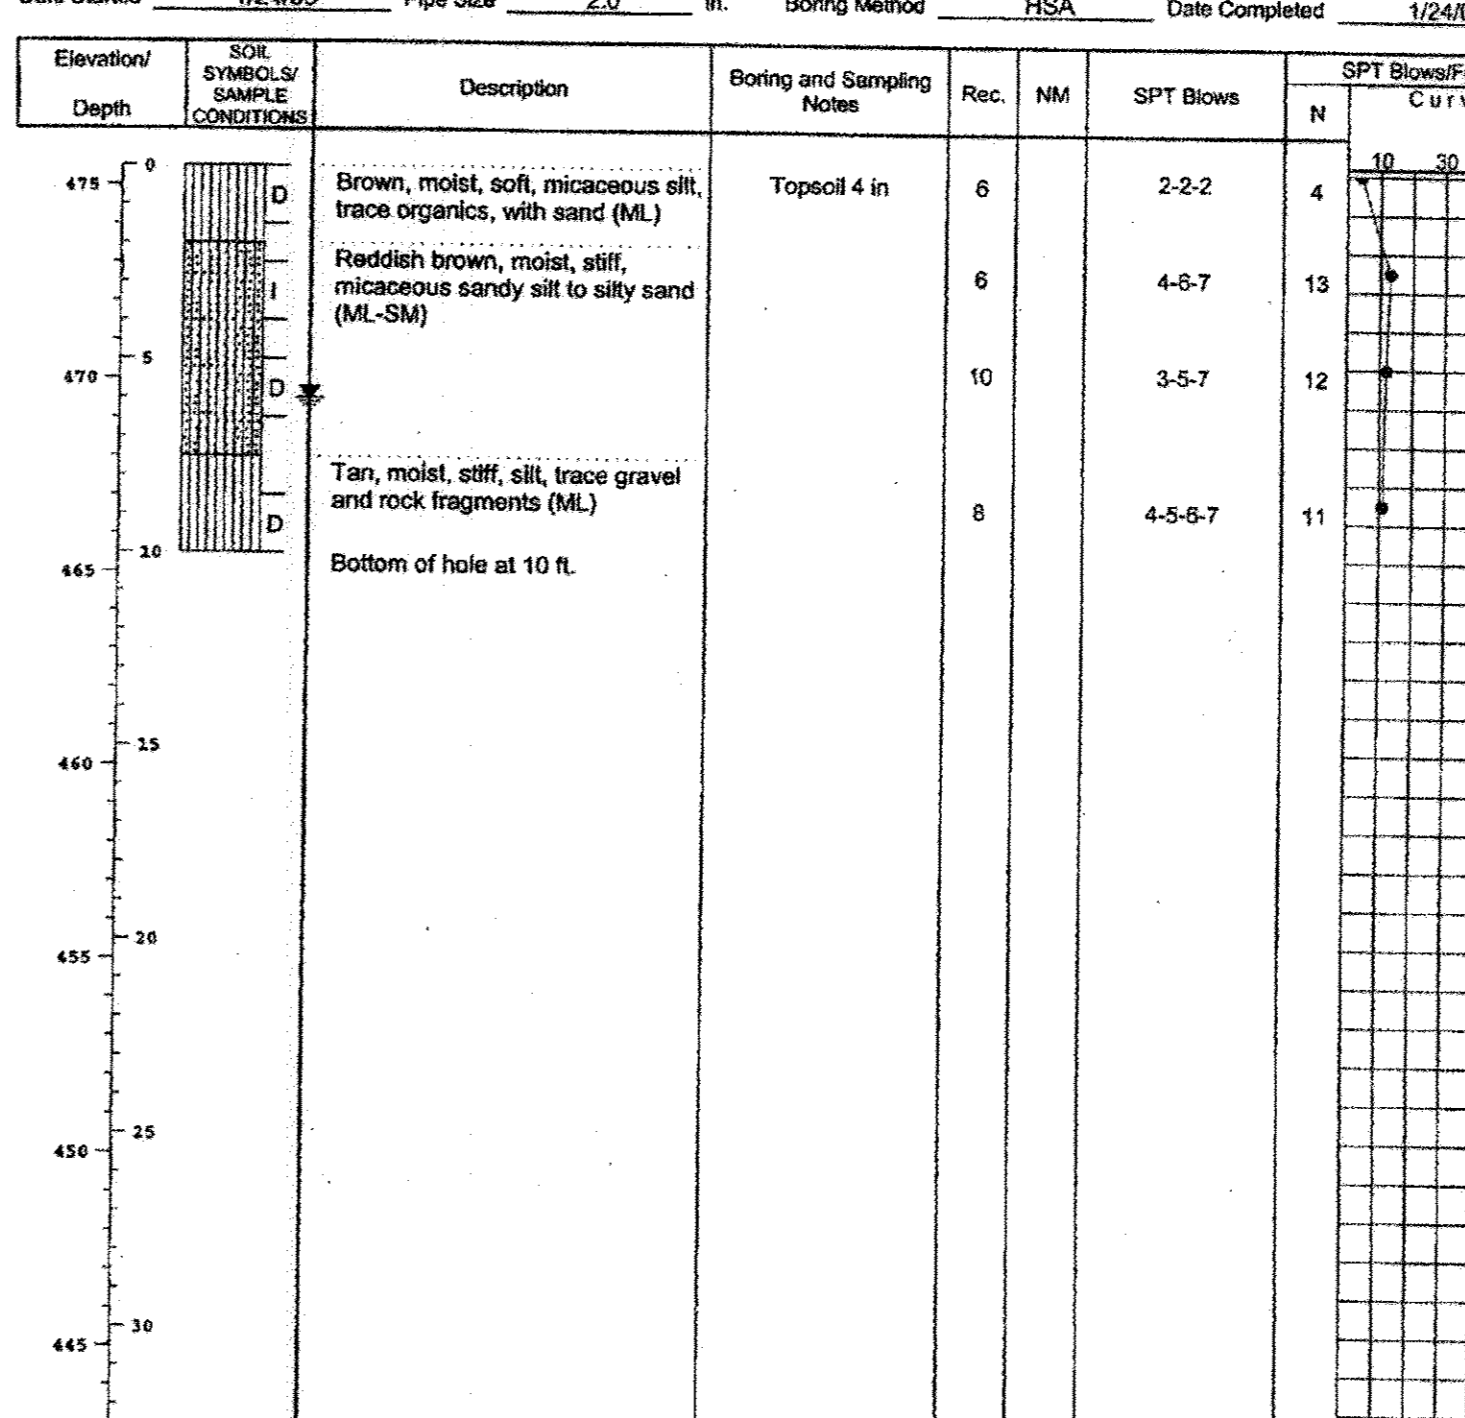 Pipe Size 2.0 in. Boring Method HSA Date Completed
Elevation/
Depth
SOIL
SYMBOLS/
SAMPLE
CONDITIONS
Description
Boring and Sampling
Notes
Rec.
NM
SPT Blows
SPT Blows/F
N
Curv
10 30
475 0
D
Brown, moist, soft, micaceous silt,
trace organics, with sand (ML)
Topsoil 4 in
6
2-2-2
4
Reddish brown, moist, stiff,
micaceous sandy silt to silty sand
(ML-SM)
I
6
4-6-7
13
5
470
D
10
3-5-7
12
Tan, moist, stiff, silt, trace gravel
and rock fragments (ML)
D
8
4-5-6-7
11
10
465
Bottom of hole at 10 ft.
15
460
20
455
25
450
30
445